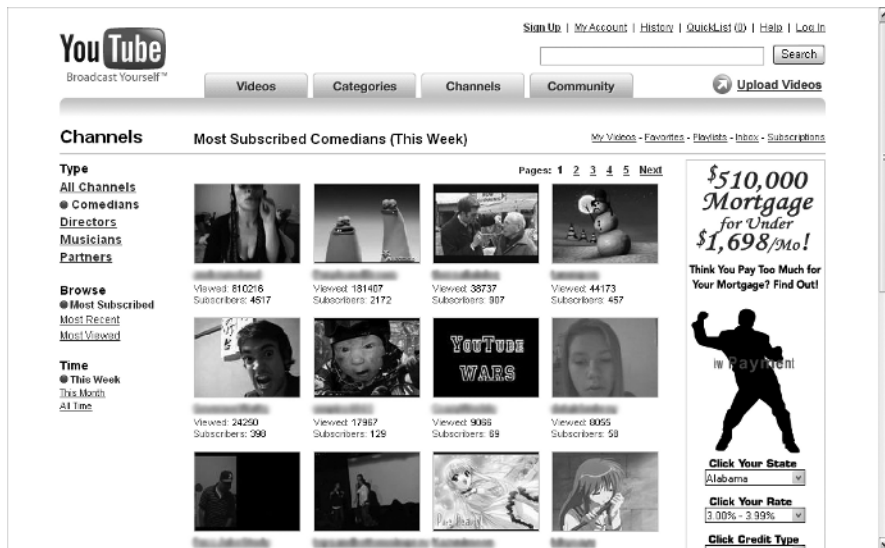 Sign Up | My Account | History | QuickList (0) | Help | Log In
YouTube
Broadcast Yourself™
Search
Videos
Categories
Channels
Community
Upload Videos
Channels
Most Subscribed Comedians (This Week)
My Videos - Favorites - Playlists - Inbox - Subscriptions
Type
All Channels
Comedians
Directors
Musicians
Partners
Browse
Most Subscribed
Most Recent
Most Viewed
Time
This Week
This Month
All Time
Pages: 1 2 3 4 5 Next
Viewed: 810216
Subscribers: 4517
Viewed: 181407
Subscribers: 2172
Viewed: 38737
Subscribers: 907
Viewed: 44173
Subscribers: 457
YOUTUBE
WARS
Viewed: 24250
Subscribers: 398
Viewed: 17967
Subscribers: 129
Viewed: 9066
Subscribers: 69
Viewed: 8055
Subscribers: 58
$510,000
Mortgage
for Under
$1,698/Mo!
Think You Pay Too Much for
Your Mortgage? Find Out!
Payment
Click Your State
Alabama
Click Your Rate
3.00% - 3.99%
Click Credit Type